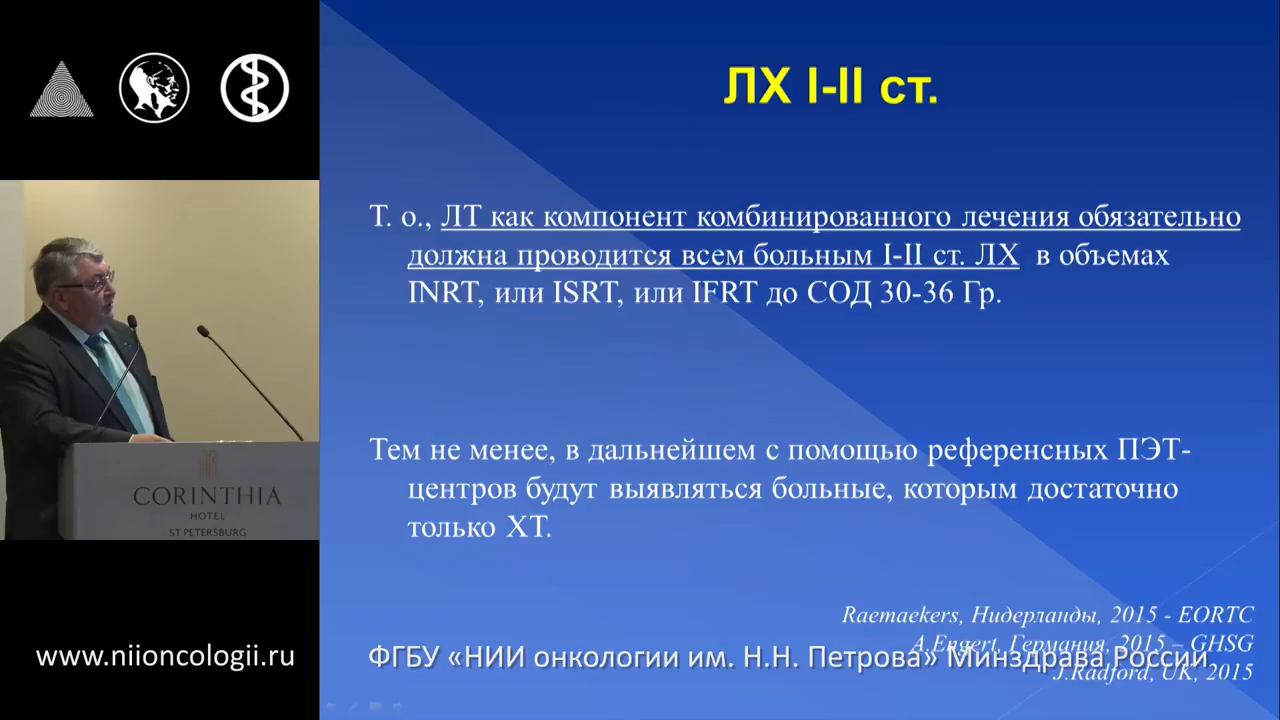 ЛХ I-II ст.
Т. о., ЛТ как компонент комбинированного лечения обязательно
должна проводится всем больным I-II ст. ЛХ в объемах
INRT, или ISRT, или IFRT до СОД 30-36 Гр.
Тем не менее, в дальнейшем с помощью референсных ПЭТ-
центров будут выявляться больные, которым достаточно
только ХТ.
Raemaekers, Нидерланды, 2015 - EORTC
A.Engert, Германия, 2015 – GHSG
J.Radford, UK, 2015
CORINTHIA
HOTEL
ST PETERSBURG
www.niioncologii.ru
ФГБУ «НИИ онкологии им. Н.Н. Петрова» Минздрава России